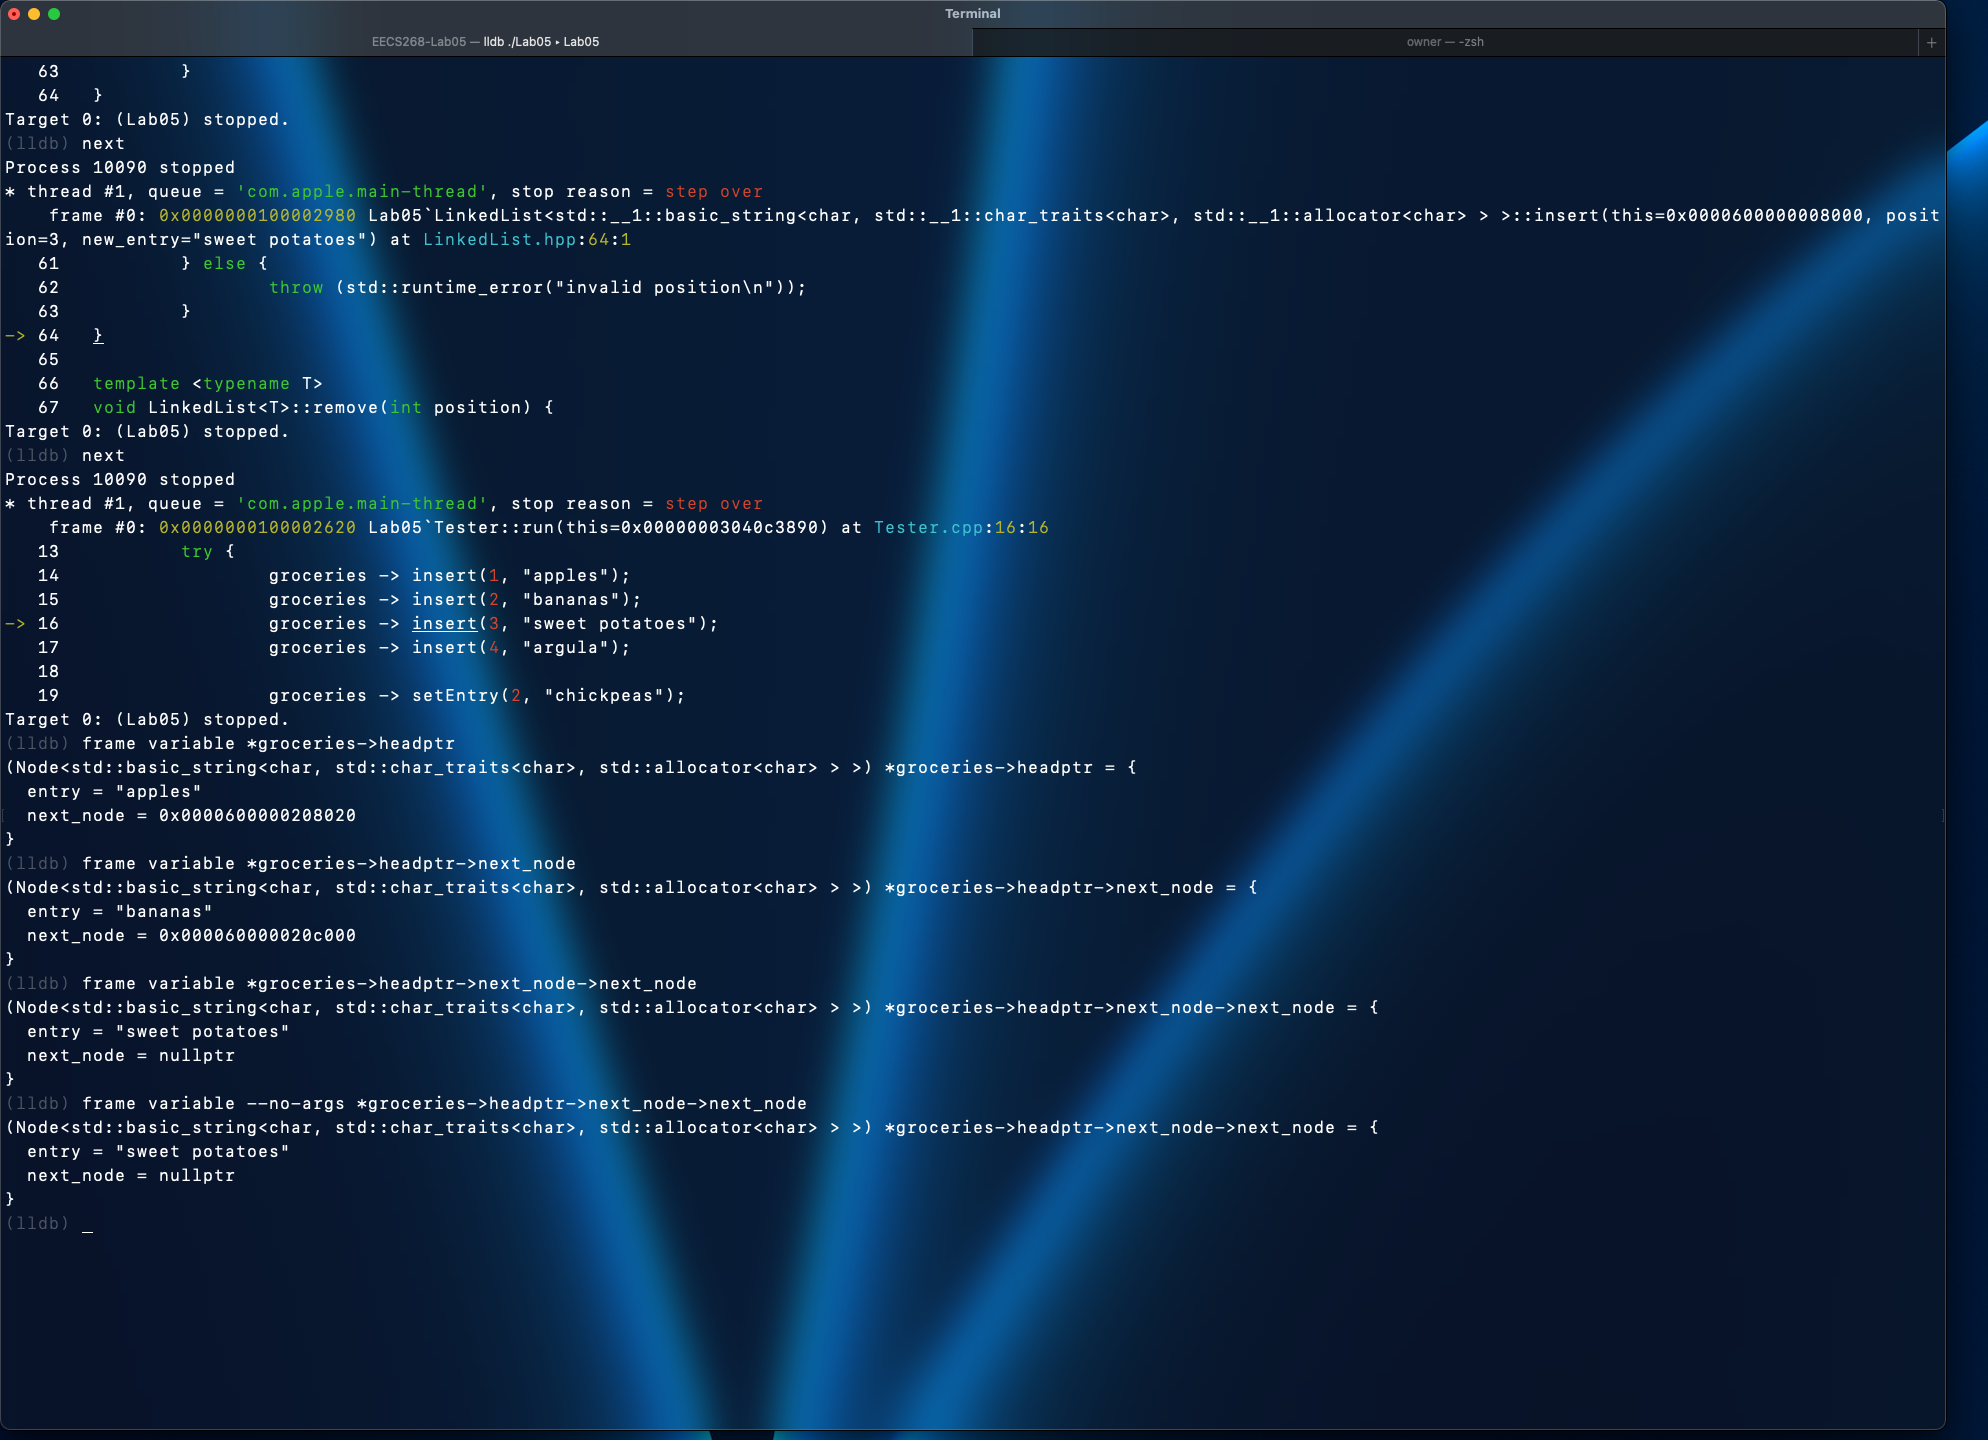 Terminal
EECS268-Lab05 — lldb ./Lab05 ▸ Lab05
owner — -zsh
+
63           }
64   }
Target 0: (Lab05) stopped.
(lldb) next
Process 10090 stopped
* thread #1, queue = 'com.apple.main-thread', stop reason = step over
    frame #0: 0x0000000100002980 Lab05`LinkedList<std::__1::basic_string<char, std::__1::char_traits<char>, std::__1::allocator<char> > >::insert(this=0x0000600000008000, posit
ion=3, new_entry="sweet potatoes") at LinkedList.hpp:64:1
   61           } else {
   62                   throw (std::runtime_error("invalid position\n"));
   63           }
-> 64   }
   65
   66   template <typename T>
   67   void LinkedList<T>::remove(int position) {
Target 0: (Lab05) stopped.
(lldb) next
Process 10090 stopped
* thread #1, queue = 'com.apple.main-thread', stop reason = step over
    frame #0: 0x0000000100002620 Lab05`Tester::run(this=0x00000003040c3890) at Tester.cpp:16:16
   13           try {
   14                   groceries -> insert(1, "apples");
   15                   groceries -> insert(2, "bananas");
-> 16                   groceries -> insert(3, "sweet potatoes");
   17                   groceries -> insert(4, "argula");
   18
   19                   groceries -> setEntry(2, "chickpeas");
Target 0: (Lab05) stopped.
(lldb) frame variable *groceries->headptr
(Node<std::basic_string<char, std::char_traits<char>, std::allocator<char> > >) *groceries->headptr = {
  entry = "apples"
  next_node = 0x0000600000208020
}
(lldb) frame variable *groceries->headptr->next_node
(Node<std::basic_string<char, std::char_traits<char>, std::allocator<char> > >) *groceries->headptr->next_node = {
  entry = "bananas"
  next_node = 0x000060000020c000
}
(lldb) frame variable *groceries->headptr->next_node->next_node
(Node<std::basic_string<char, std::char_traits<char>, std::allocator<char> > >) *groceries->headptr->next_node->next_node = {
  entry = "sweet potatoes"
  next_node = nullptr
}
(lldb) frame variable --no-args *groceries->headptr->next_node->next_node
(Node<std::basic_string<char, std::char_traits<char>, std::allocator<char> > >) *groceries->headptr->next_node->next_node = {
  entry = "sweet potatoes"
  next_node = nullptr
}
(lldb) _